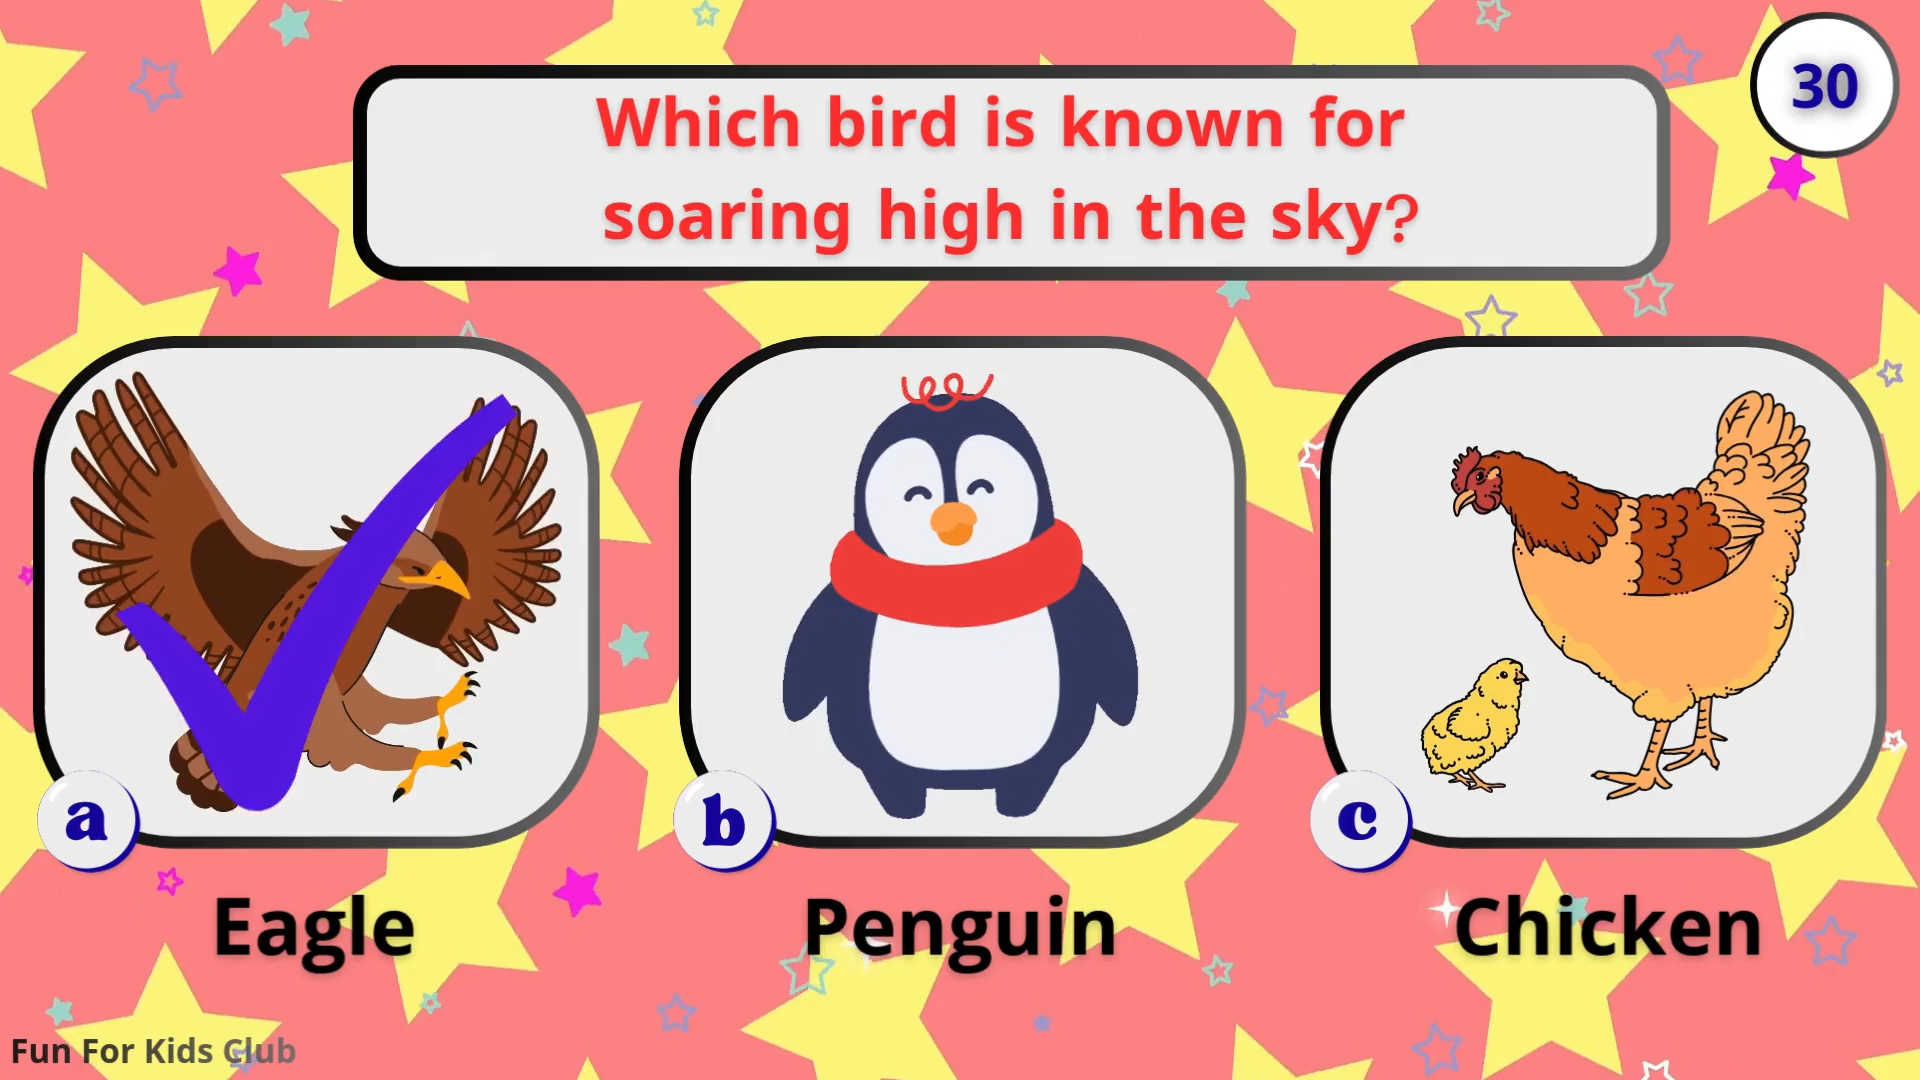 30
Which bird is known for
soaring high in the sky?
a
b
c
Eagle
Penguin
Chicken
Fun For Kids Club